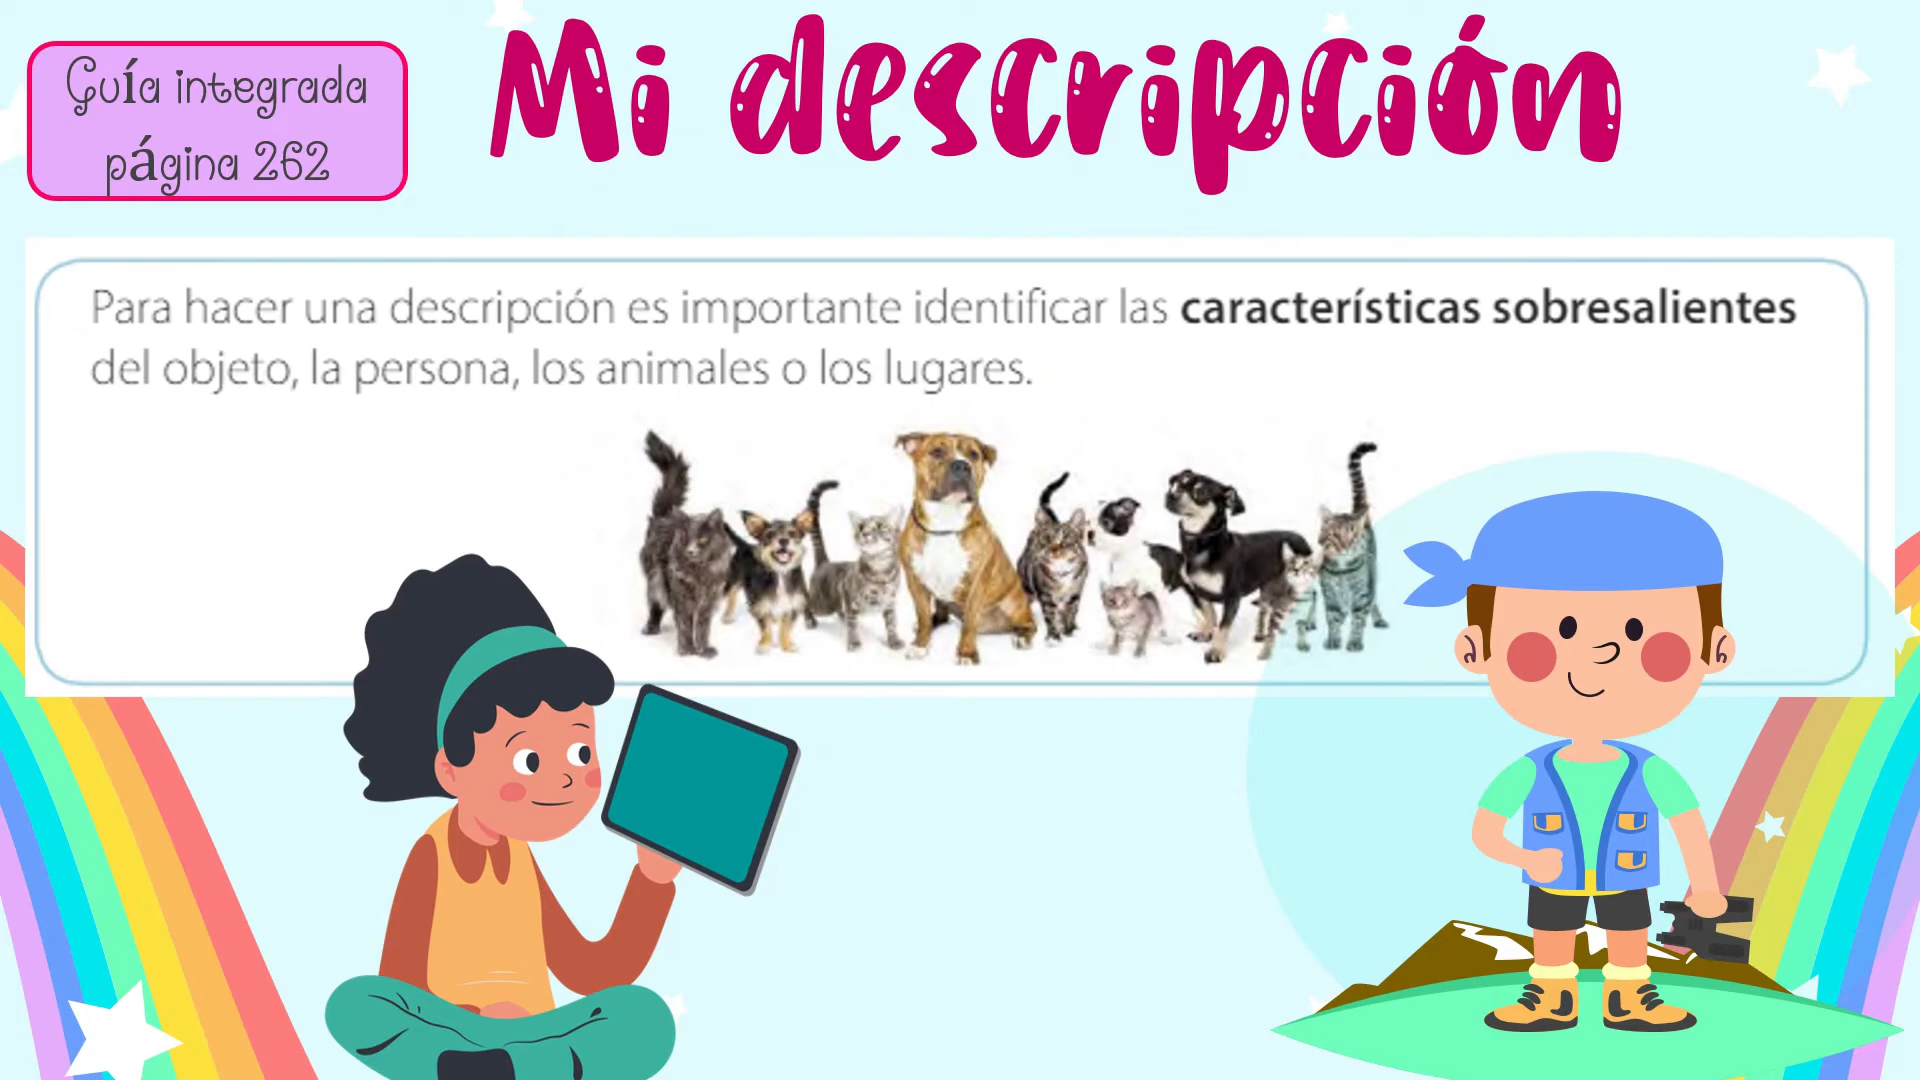 Guía integrada
página 262
Mi descripción
Para hacer una descripción es importante identificar las características sobresalientes
del objeto, la persona, los animales o los lugares.